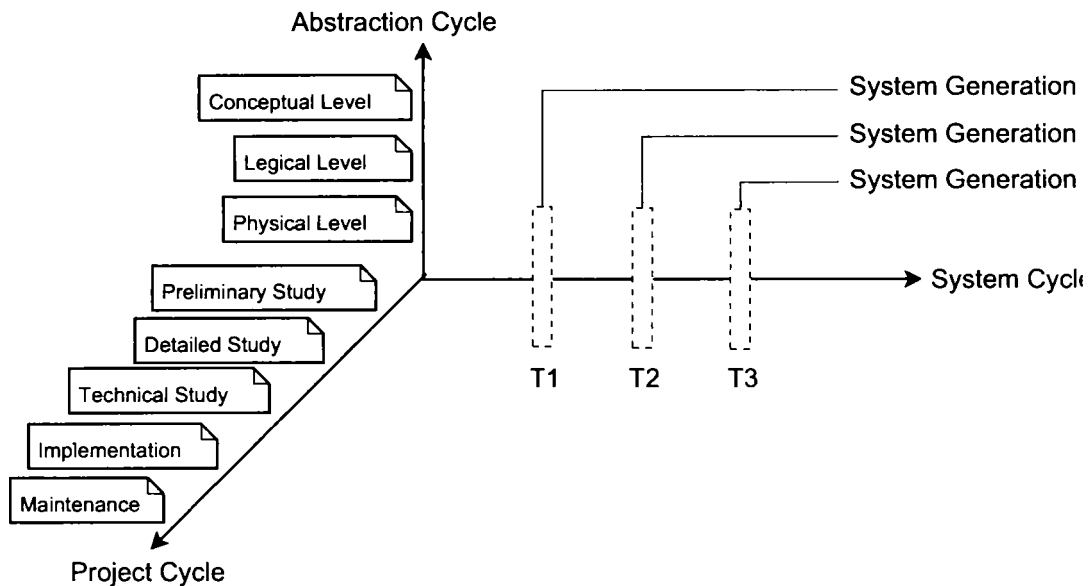 Abstraction Cycle
Conceptual Level
Legical Level
Physical Level
Preliminary Study
Detailed Study
Technical Study
Implementation
Maintenance
Project Cycle
System Generation
System Generation
System Generation
System Cycle
T1
T2
T3